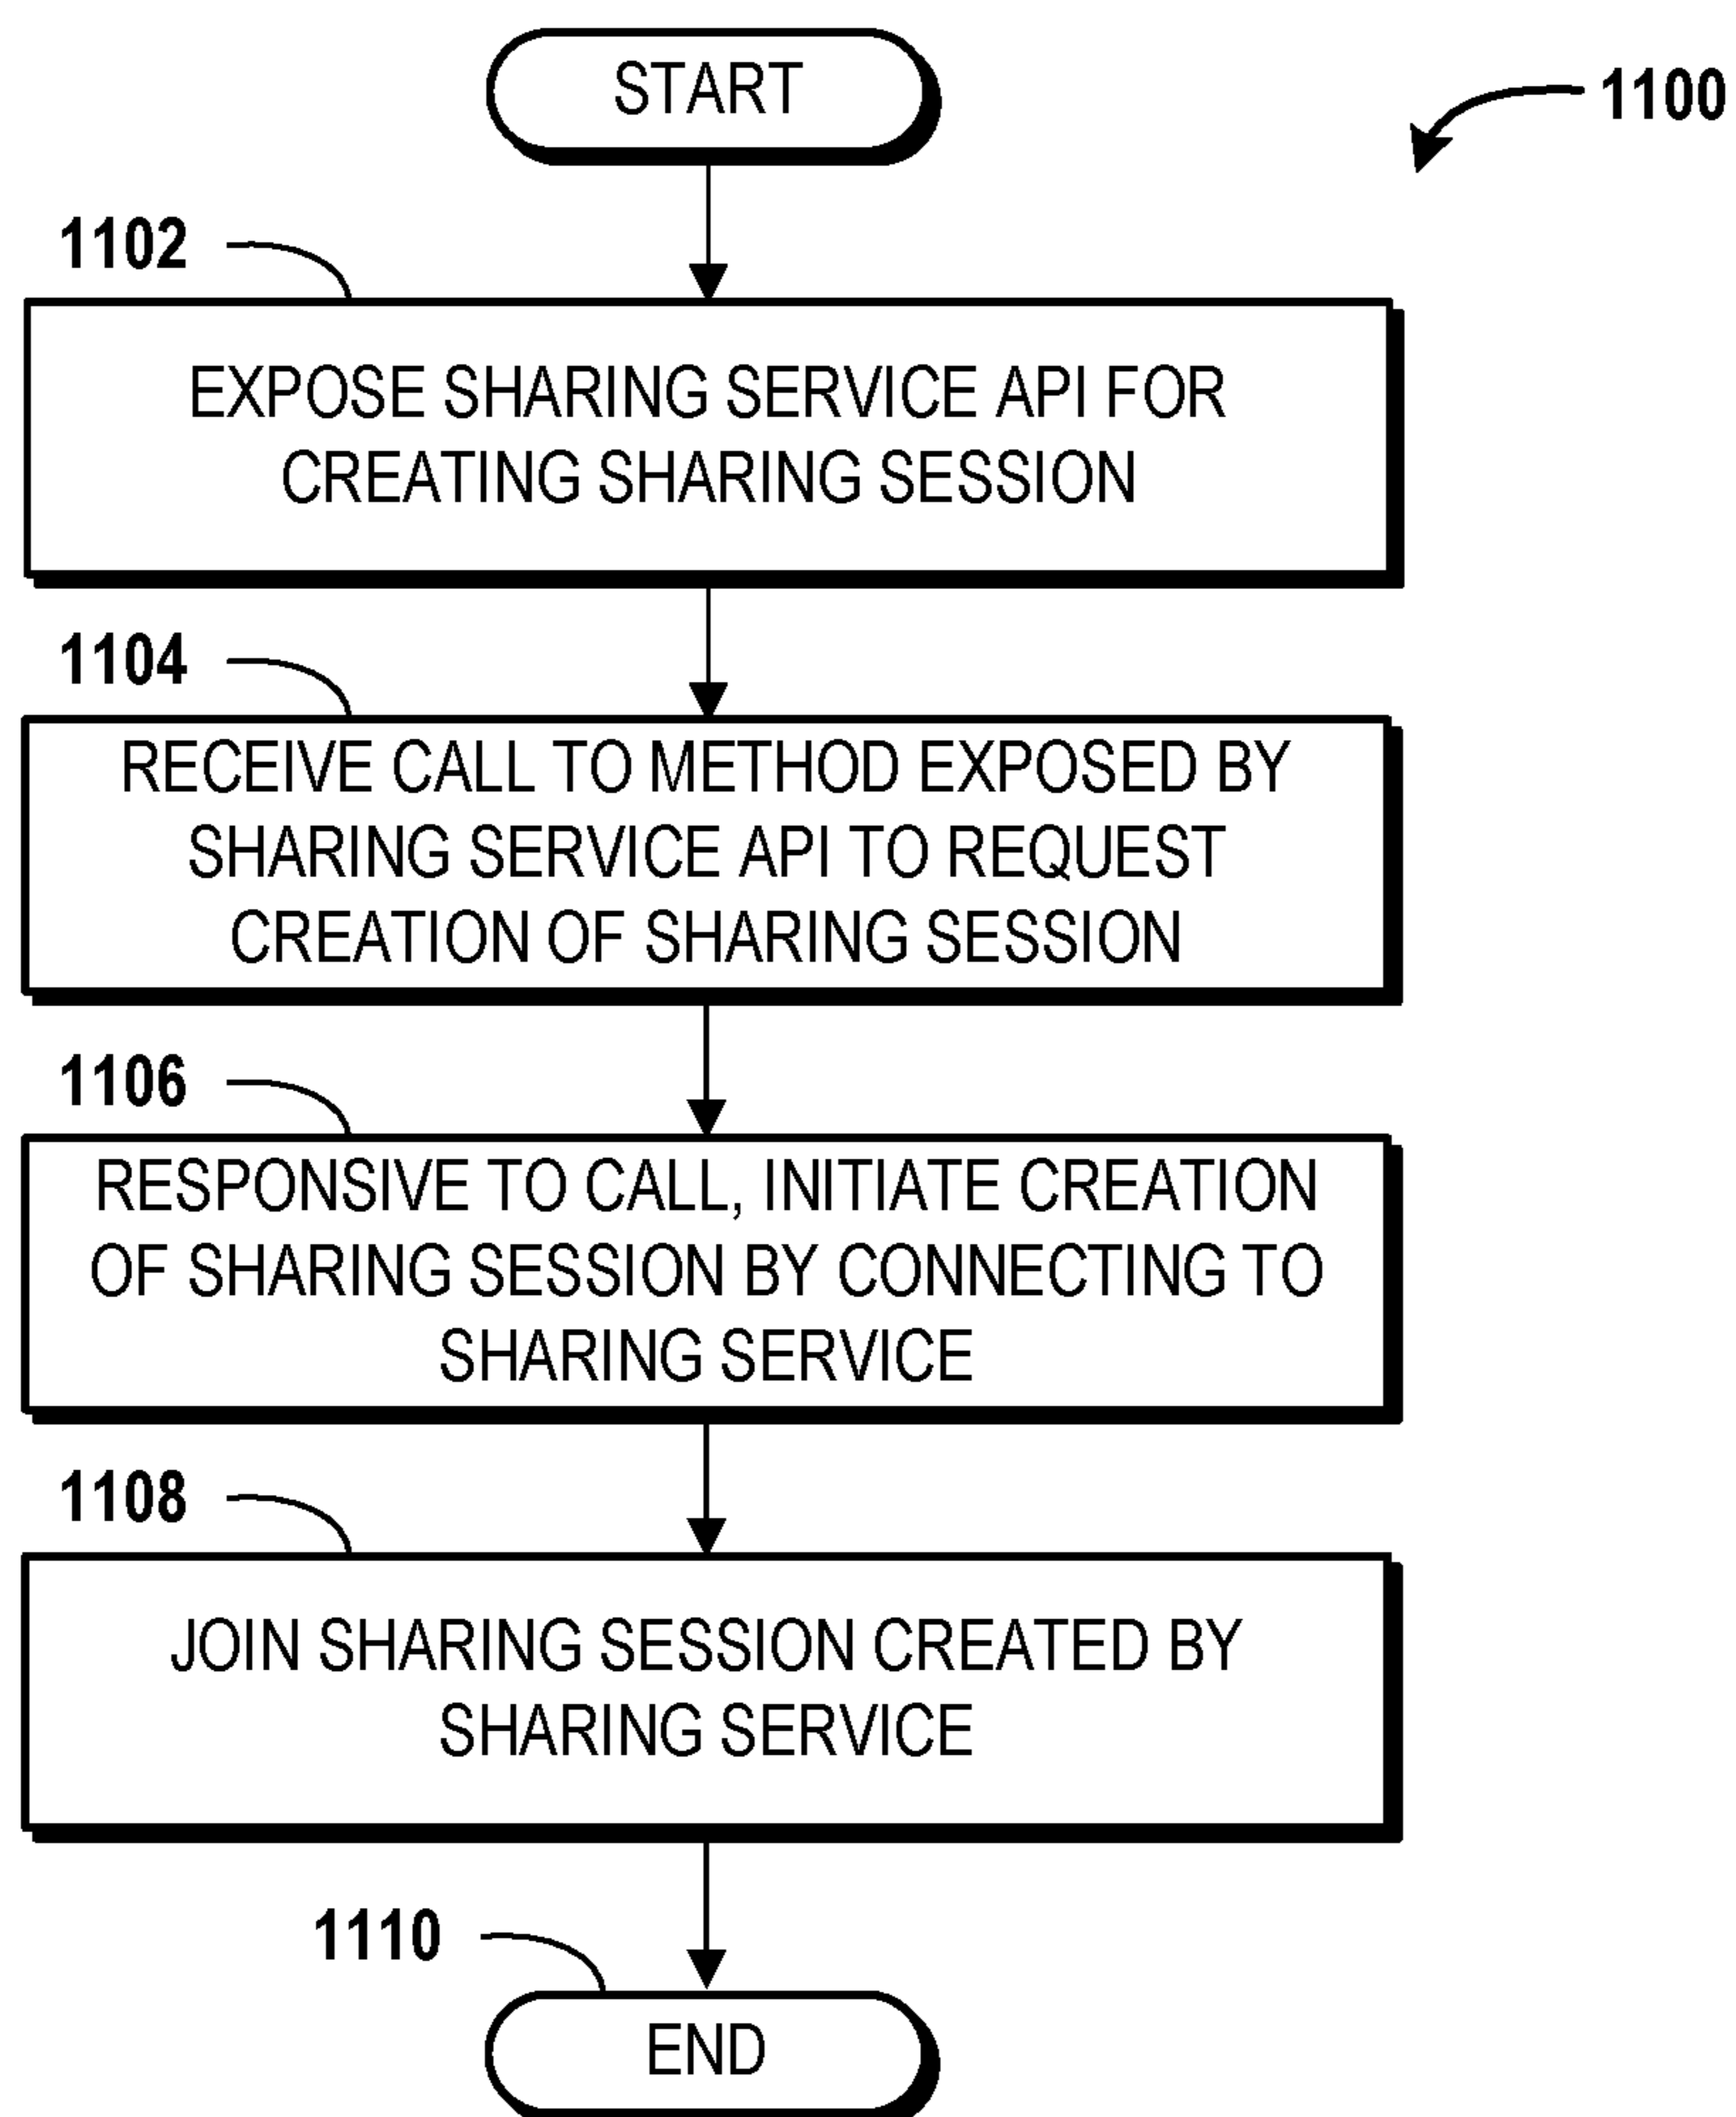 START
1100
1102
EXPOSE SHARING SERVICE API FOR
CREATING SHARING SESSION
1104
RECEIVE CALL TO METHOD EXPOSED BY
SHARING SERVICE API TO REQUEST
CREATION OF SHARING SESSION
1106
RESPONSIVE TO CALL, INITIATE CREATION
OF SHARING SESSION BY CONNECTING TO
SHARING SERVICE
1108
JOIN SHARING SESSION CREATED BY
SHARING SERVICE
1110
END